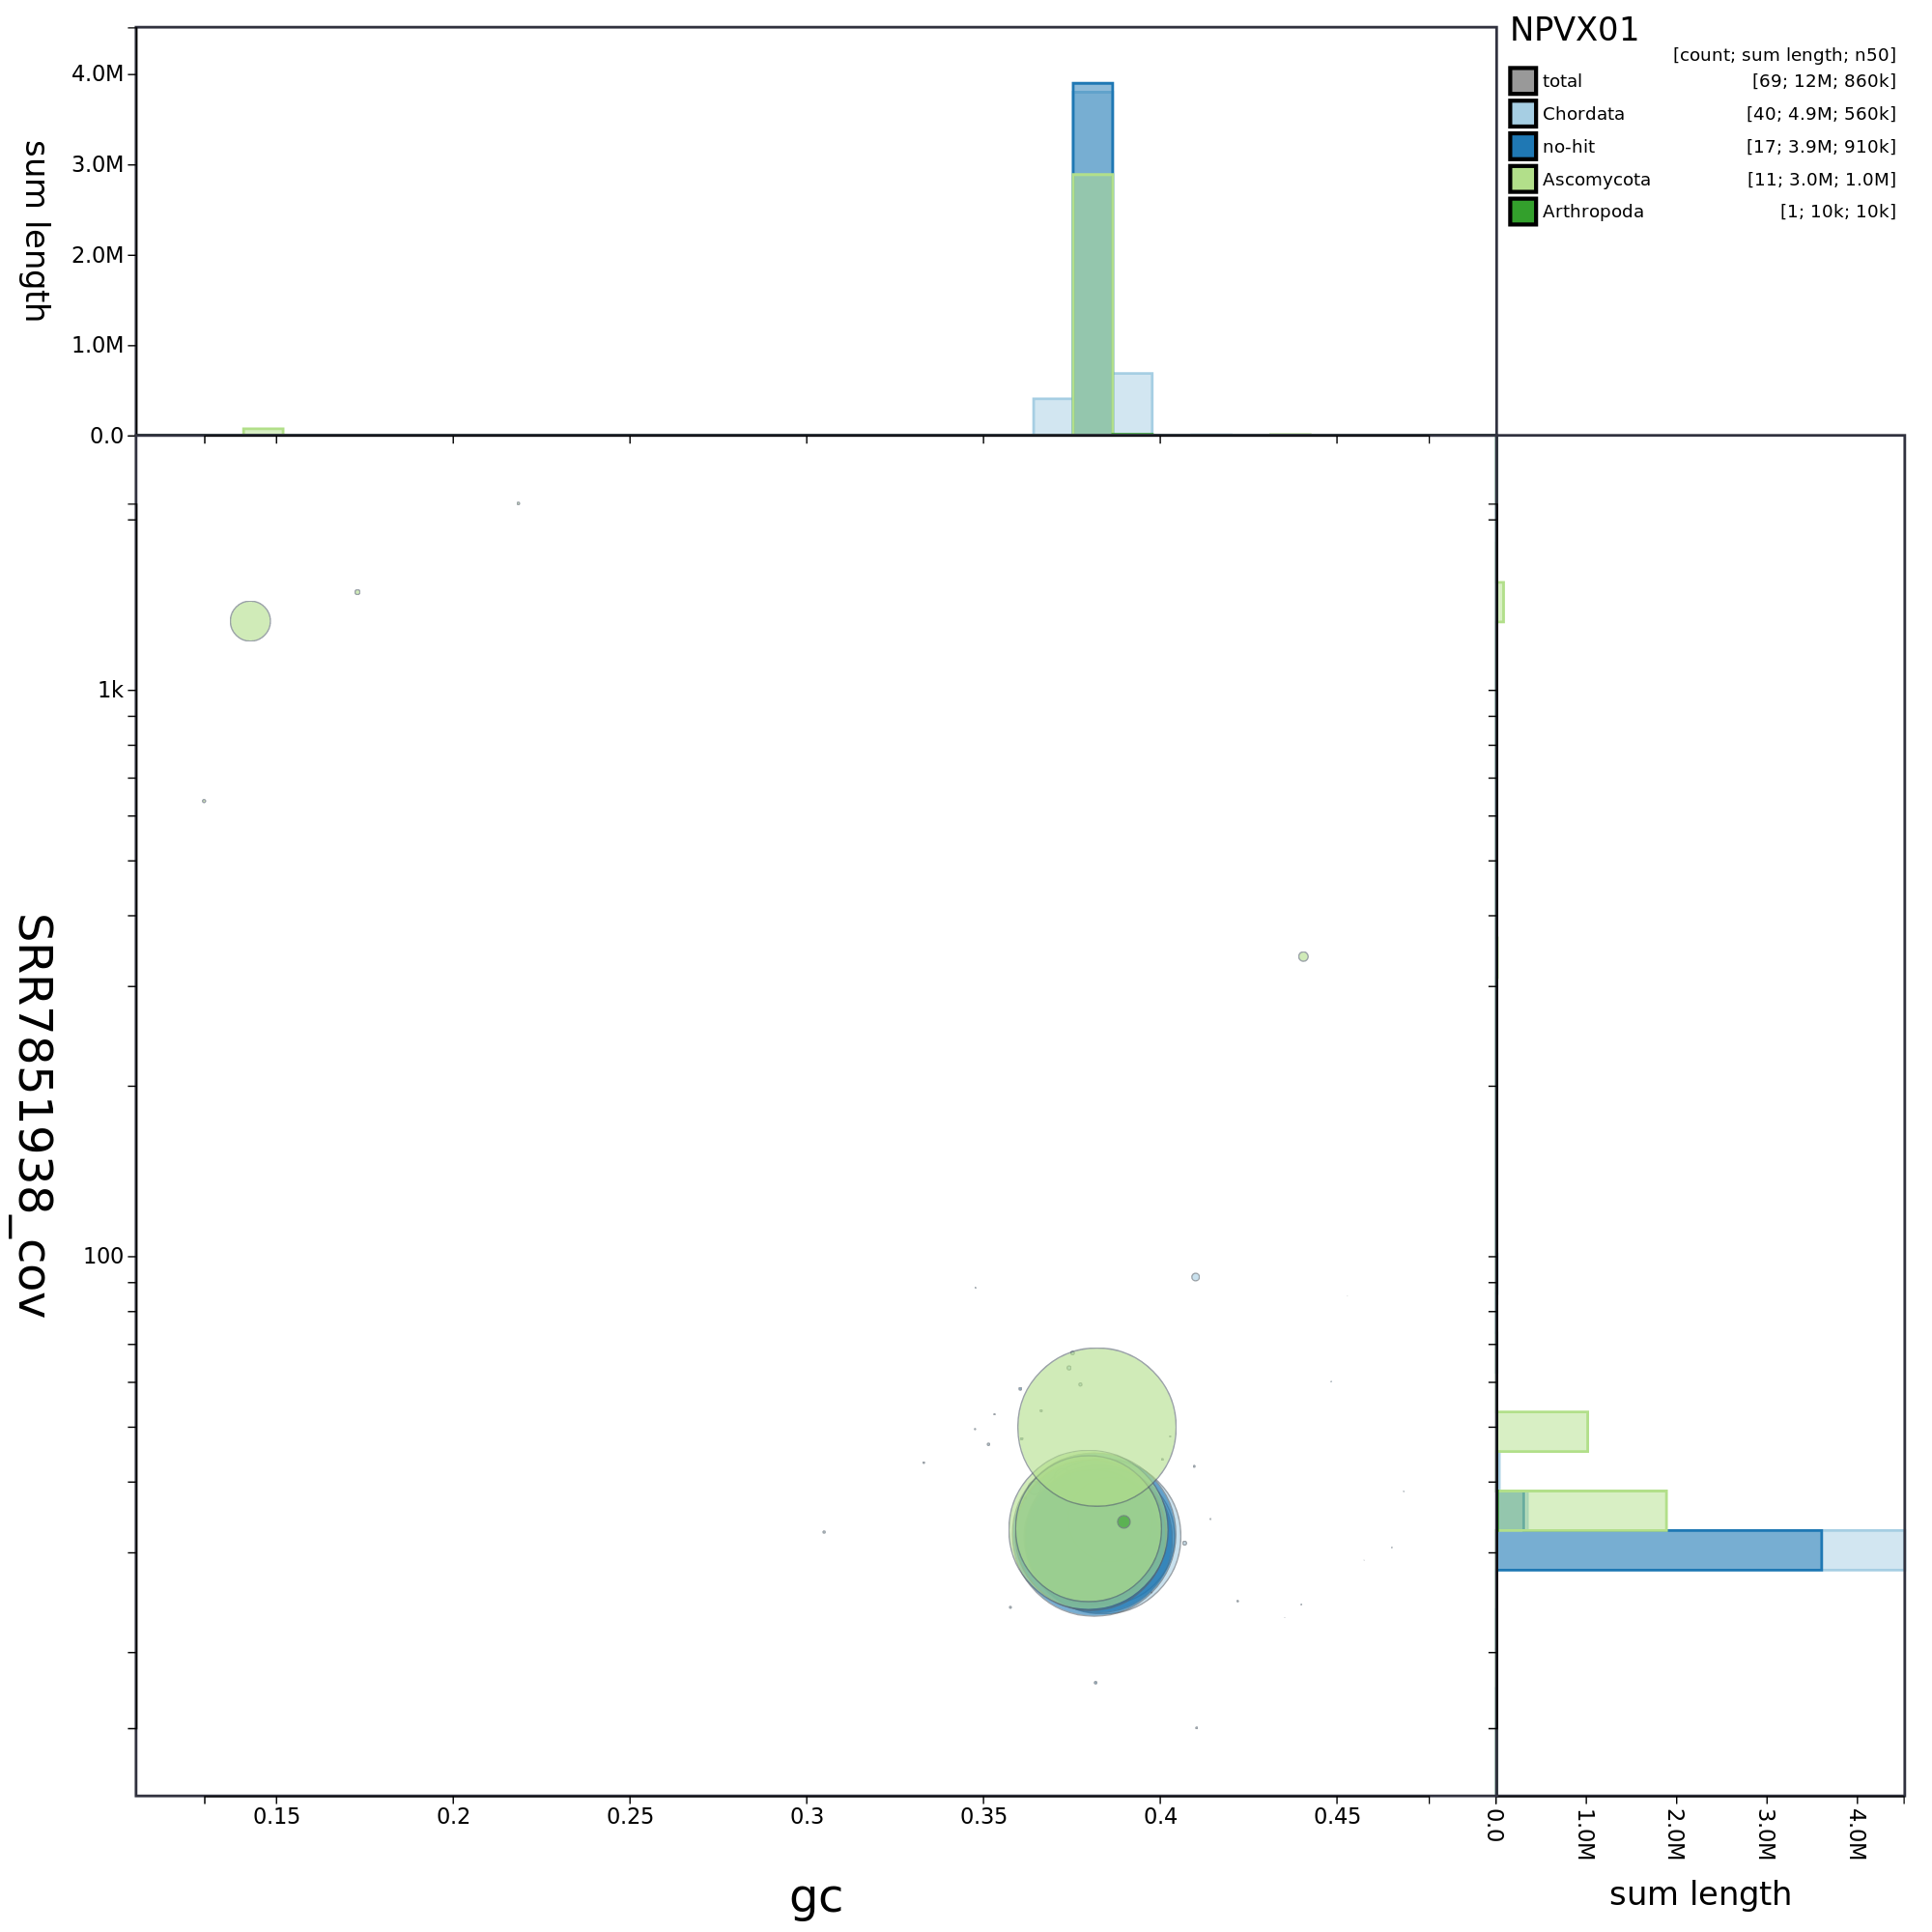 NPVX01
[count; sum length; n50]
total [69; 12M; 860k]
Chordata [40; 4.9M; 560k]
no-hit [17; 3.9M; 910k]
Ascomycota [11; 3.0M; 1.0M]
Arthropoda [1; 10k; 10k]
sum length
4.0M
3.0M
2.0M
1.0M
0.0
SRR7851938_cov
1k
100
0.15 0.2 0.25 0.3 0.35 0.4 0.45
gc
0.0 1.0M 2.0M 3.0M 4.0M
sum length